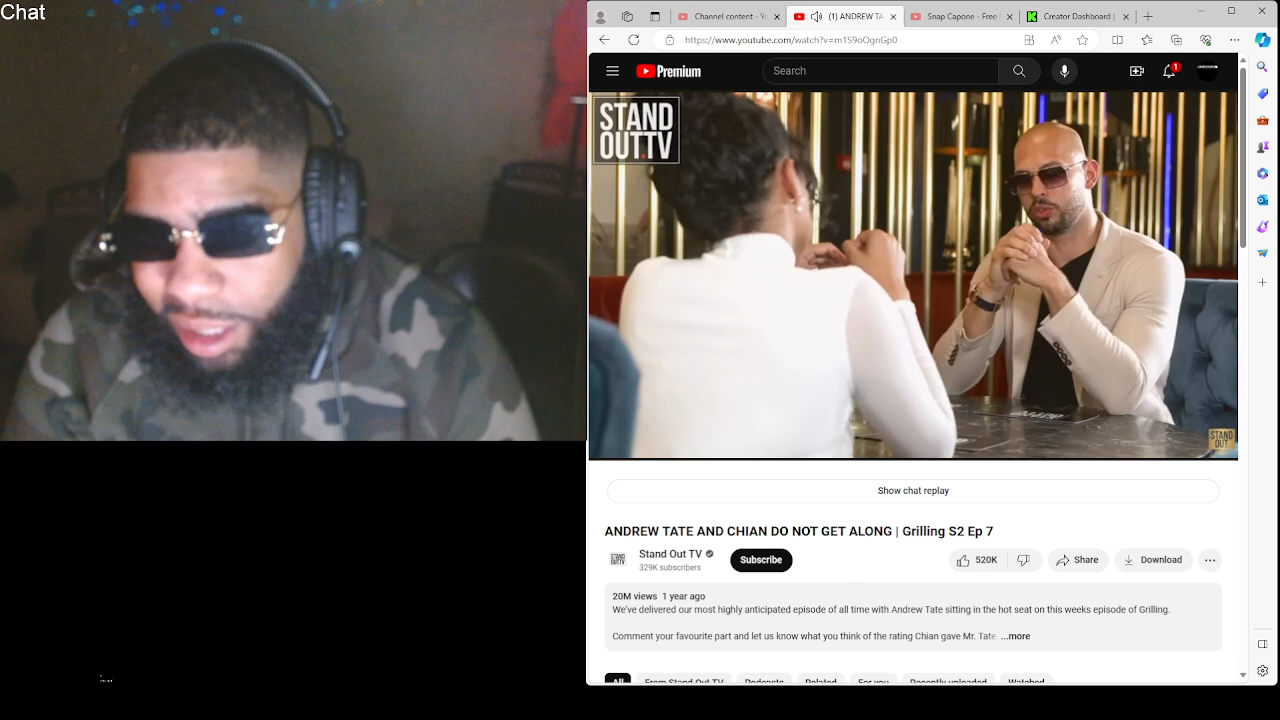 Chat
Channel content - Yo
(1) ANDREW TA
Snap Capone - Free
Creator Dashboard |
https://www.youtube.com/watch?v=m1S9oOgnGp0
Premium
Search
1
STAND
OUTTV
STAND
OUT
Show chat replay
ANDREW TATE AND CHIAN DO NOT GET ALONG | Grilling S2 Ep 7
Stand Out TV
329K subscribers
Subscribe
520K
Share
Download
20M views 1 year ago
We've delivered our most highly anticipated episode of all time with Andrew Tate sitting in the hot seat on this weeks episode of Grilling.
Comment your favourite part and let us know what you think of the rating Chian gave Mr. Tate. ...more
All
From Stand Out TV
Podcasts
Related
For you
Recently uploaded
Watched